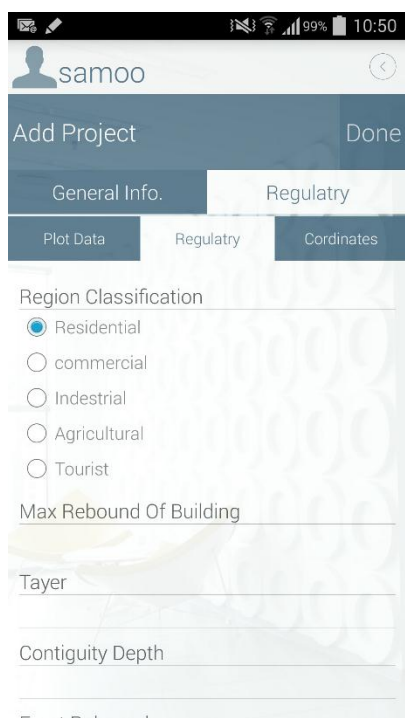 99% 10:50
samoo
Add Project Done
General Info. Regulatry
Plot Data Regulatry Cordinates
Region Classification
Residential
commercial
Indestrial
Agricultural
Tourist
Max Rebound Of Building
Tayer
Contiguity Depth